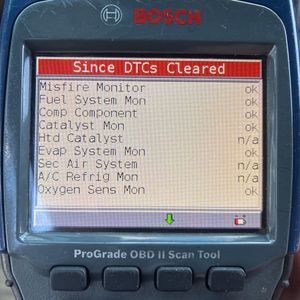 BOSCH
Since DTCs Cleared
Misfire Monitor ok
Fuel System Mon ok
Comp Component ok
Catalyst Mon ok
Htd Catalyst n/a
Evap System Mon ok
Sec Air System n/a
A/C Refrig Mon n/a
Oxygen Sens Mon ok
ProGrade OBD II Scan Tool